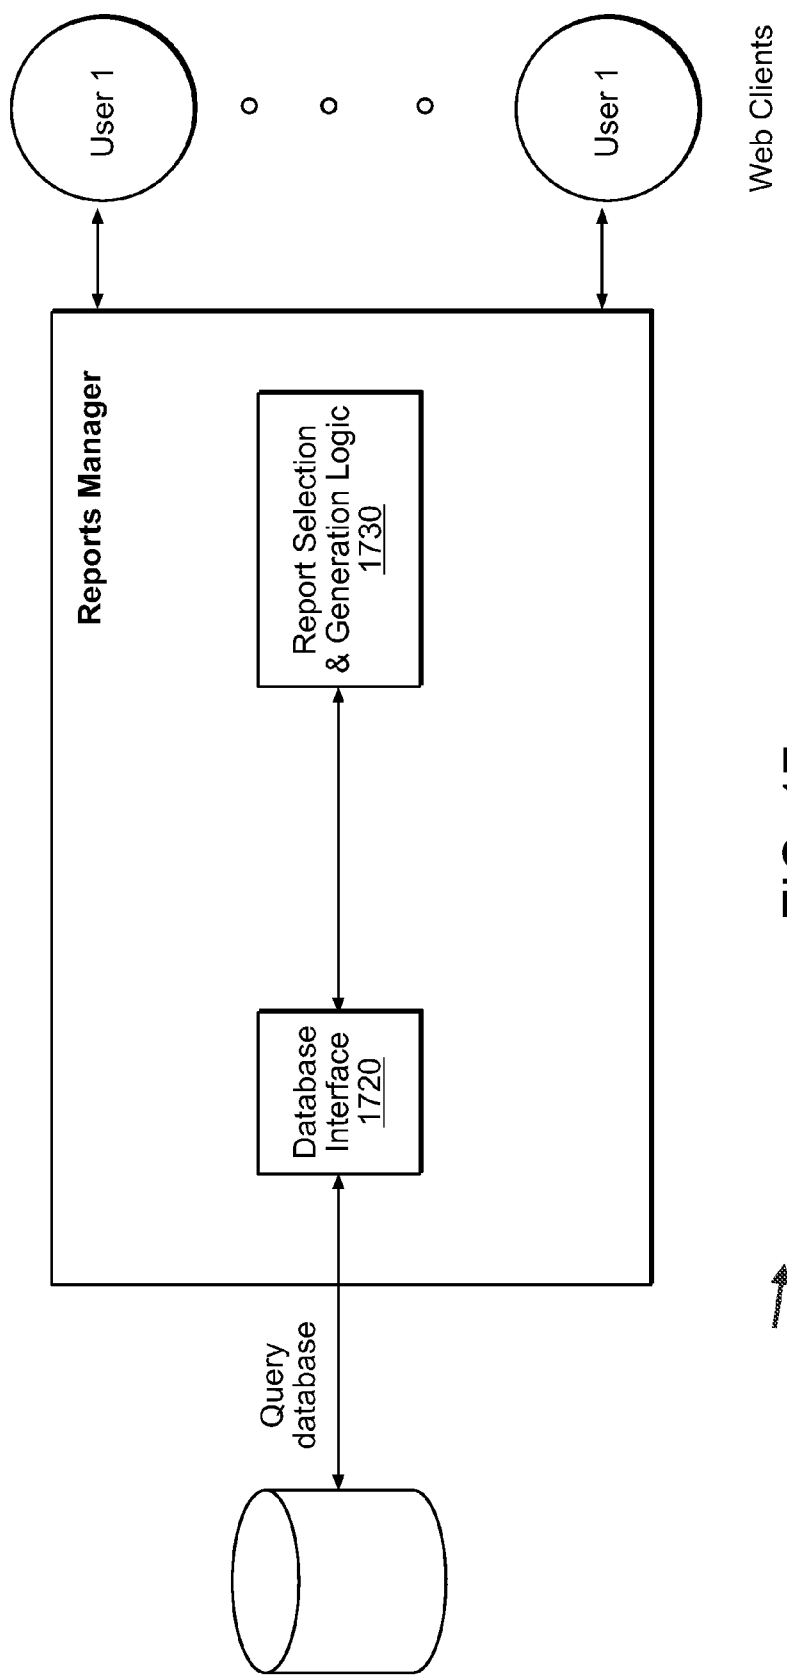 Reports Manager
Query
database
Database
Interface
1720
Report Selection
& Generation Logic
1730
User 1
User 1
Web Clients